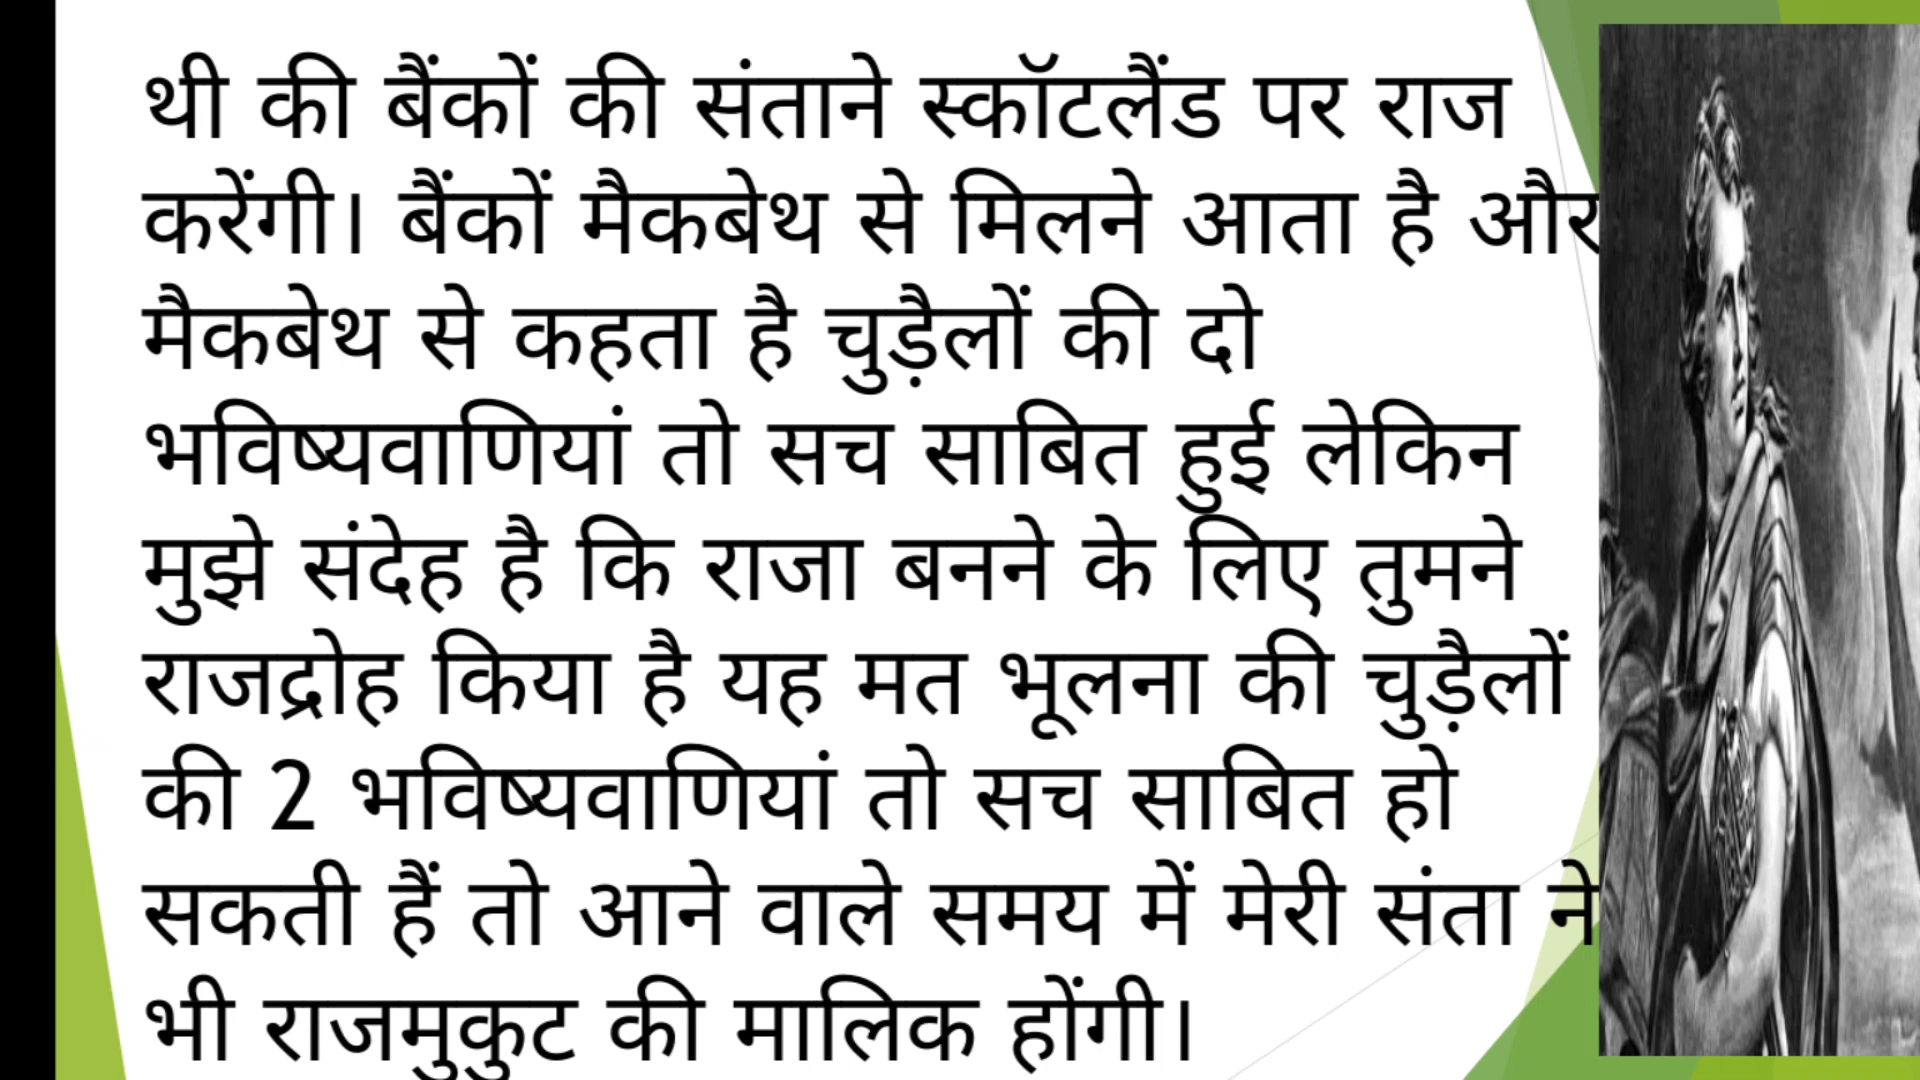 थी की बैंकों की संताने स्कॉटलैंड पर राज
करेंगी। बैंकों मैकबेथ से मिलने आता है और
मैकबेथ से कहता है चुड़ैलों की दो
भविष्यवाणियां तो सच साबित हुई लेकिन
मुझे संदेह है कि राजा बनने के लिए तुमने
राजद्रोह किया है यह मत भूलना की चुड़ैलों
की 2 भविष्यवाणियां तो सच साबित हो
सकती हैं तो आने वाले समय में मेरी संता ने
भी राजमुकुट की मालिक होंगी।